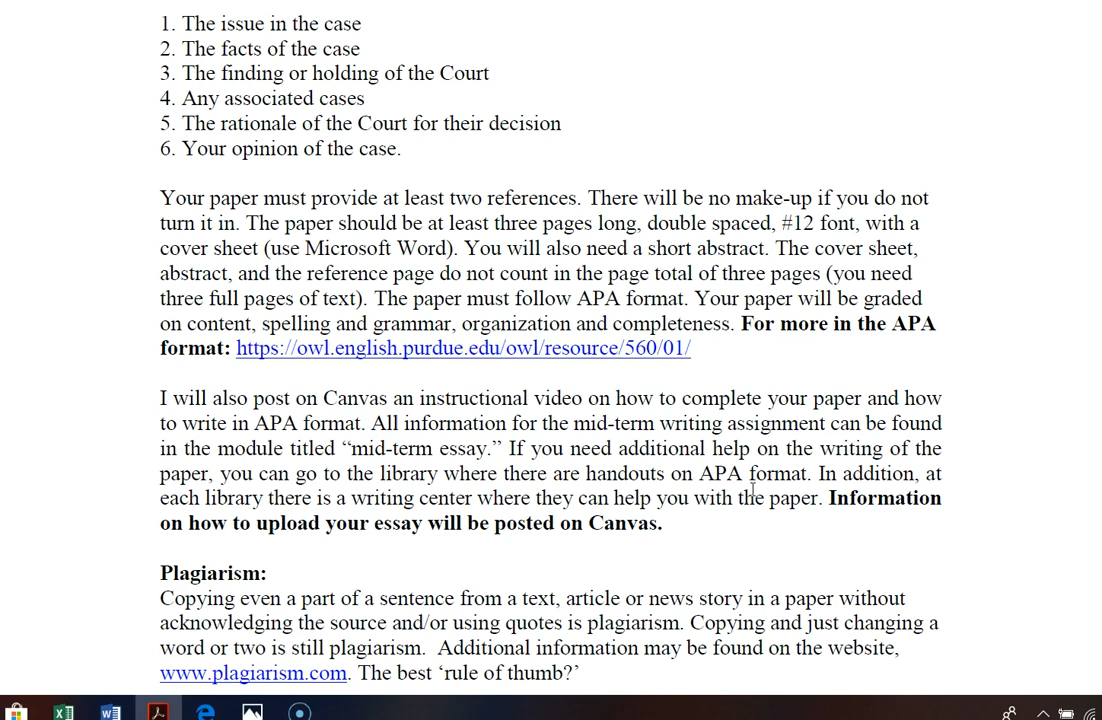 1. The issue in the case
2. The facts of the case
3. The finding or holding of the Court
4. Any associated cases
5. The rationale of the Court for their decision
6. Your opinion of the case.
Your paper must provide at least two references. There will be no make-up if you do not
turn it in. The paper should be at least three pages long, double spaced, #12 font, with a
cover sheet (use Microsoft Word). You will also need a short abstract. The cover sheet,
abstract, and the reference page do not count in the page total of three pages (you need
three full pages of text). The paper must follow APA format. Your paper will be graded
on content, spelling and grammar, organization and completeness. For more in the APA
format: https://owl.english.purdue.edu/owl/resource/560/01/
I will also post on Canvas an instructional video on how to complete your paper and how
to write in APA format. All information for the mid-term writing assignment can be found
in the module titled “mid-term essay.” If you need additional help on the writing of the
paper, you can go to the library where there are handouts on APA format. In addition, at
each library there is a writing center where they can help you with the paper. Information
on how to upload your essay will be posted on Canvas.
Plagiarism:
Copying even a part of a sentence from a text, article or news story in a paper without
acknowledging the source and/or using quotes is plagiarism. Copying and just changing a
word or two is still plagiarism.  Additional information may be found on the website,
www.plagiarism.com. The best ‘rule of thumb?’